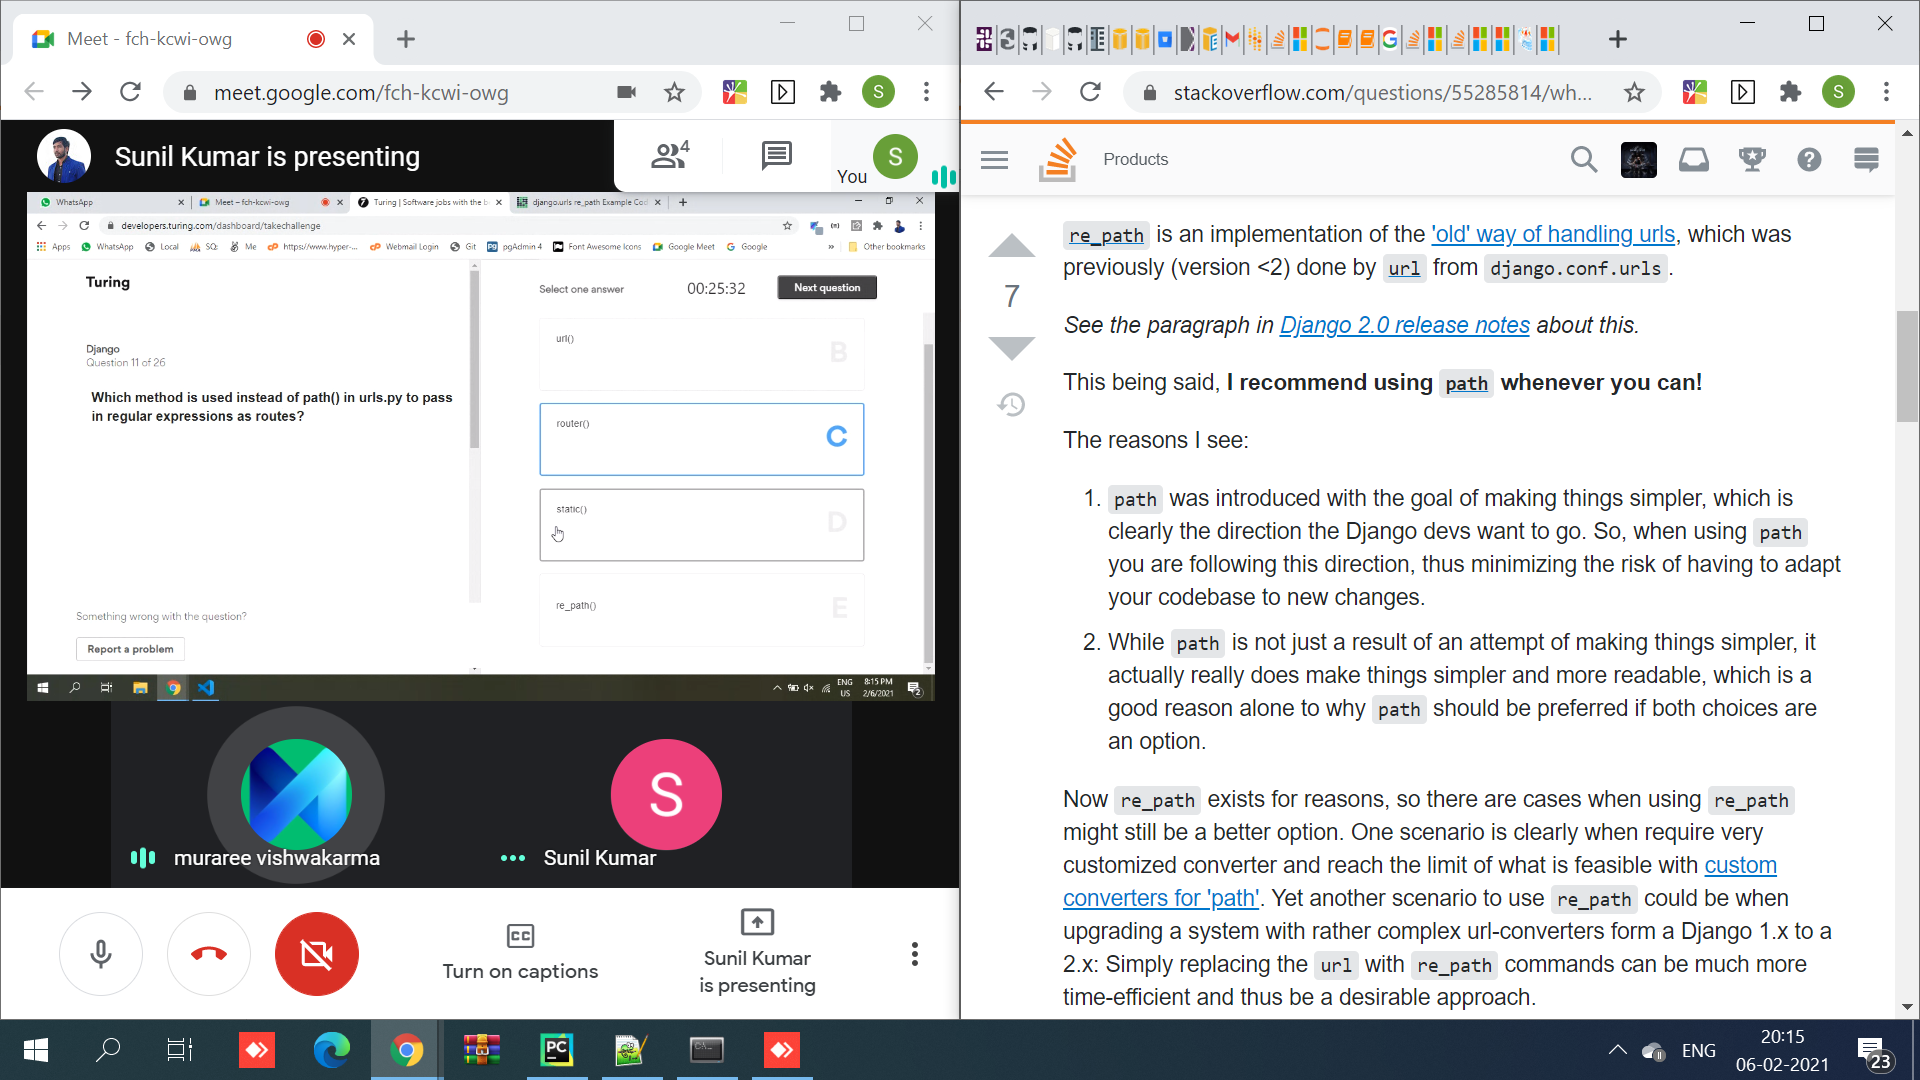 Meet - fch-kcwi-owg
meet.google.com/fch-kcwi-owg
S
Sunil Kumar is presenting
4
You
S
WhatsApp
Meet – fch-kcwi-owg
Turing | Software jobs with the b
django.urls re_path Example Cod
developers.turing.com/dashboard/takechallenge
Apps
WhatsApp
Local
SQ:
Me
https://www.hyper-...
Webmail Login
Git
pgAdmin 4
Font Awesome Icons
Google Meet
Google
»
Other bookmarks
Turing
Select one answer
00:25:32
Next question
Django
Question 11 of 26
Which method is used instead of path() in urls.py to pass
in regular expressions as routes?
url()
B
router()
C
static()
D
re_path()
E
Something wrong with the question?
Report a problem
ENG
US
8:15 PM
2/6/2021
2
muraree vishwakarma
S
Sunil Kumar
CC
Turn on captions
Sunil Kumar
is presenting
stackoverflow.com/questions/55285814/wh...
S
Products
7
re_path is an implementation of the 'old' way of handling urls, which was
previously (version <2) done by url from django.conf.urls.
See the paragraph in Django 2.0 release notes about this.
This being said, I recommend using path whenever you can!
The reasons I see:
1. path was introduced with the goal of making things simpler, which is
clearly the direction the Django devs want to go. So, when using path
you are following this direction, thus minimizing the risk of having to adapt
your codebase to new changes.
2. While path is not just a result of an attempt of making things simpler, it
actually really does make things simpler and more readable, which is a
good reason alone to why path should be preferred if both choices are
an option.
Now re_path exists for reasons, so there are cases when using re_path
might still be a better option. One scenario is clearly when require very
customized converter and reach the limit of what is feasible with custom
converters for 'path'. Yet another scenario to use re_path could be when
upgrading a system with rather complex url-converters form a Django 1.x to a
2.x: Simply replacing the url with re_path commands can be much more
time-efficient and thus be a desirable approach.
PC
ENG
20:15
06-02-2021
23